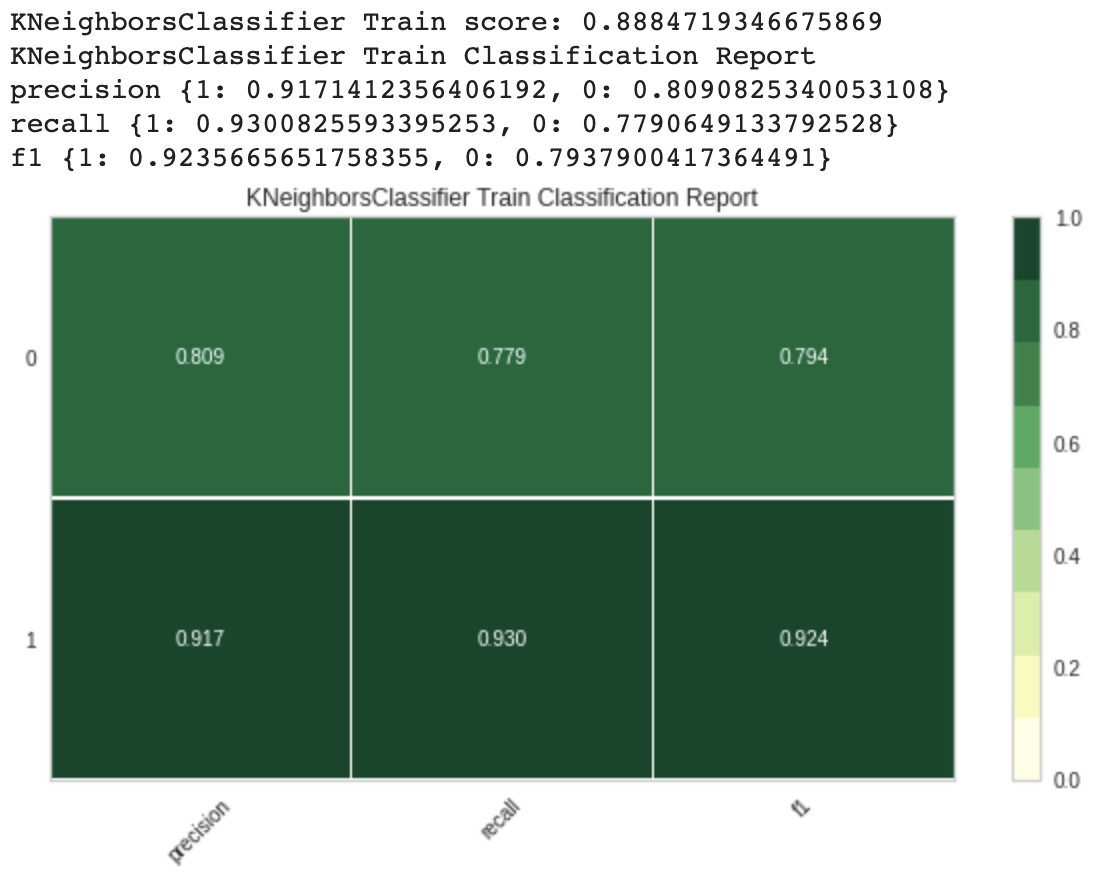 KNeighborsClassifier Train score: 0.8884719346675869
KNeighborsClassifier Train Classification Report
precision {1: 0.9171412356406192, 0: 0.8090825340053108}
recall {1: 0.9300825593395253, 0: 0.7790649133792528}
f1 {1: 0.9235665651758355, 0: 0.7937900417364491}
KNeighborsClassifier Train Classification Report
1.0
0.8
0 0.809 0.779 0.794
0.6
0.4
1 0.917 0.930 0.924
0.2
0.0
precision recall f1